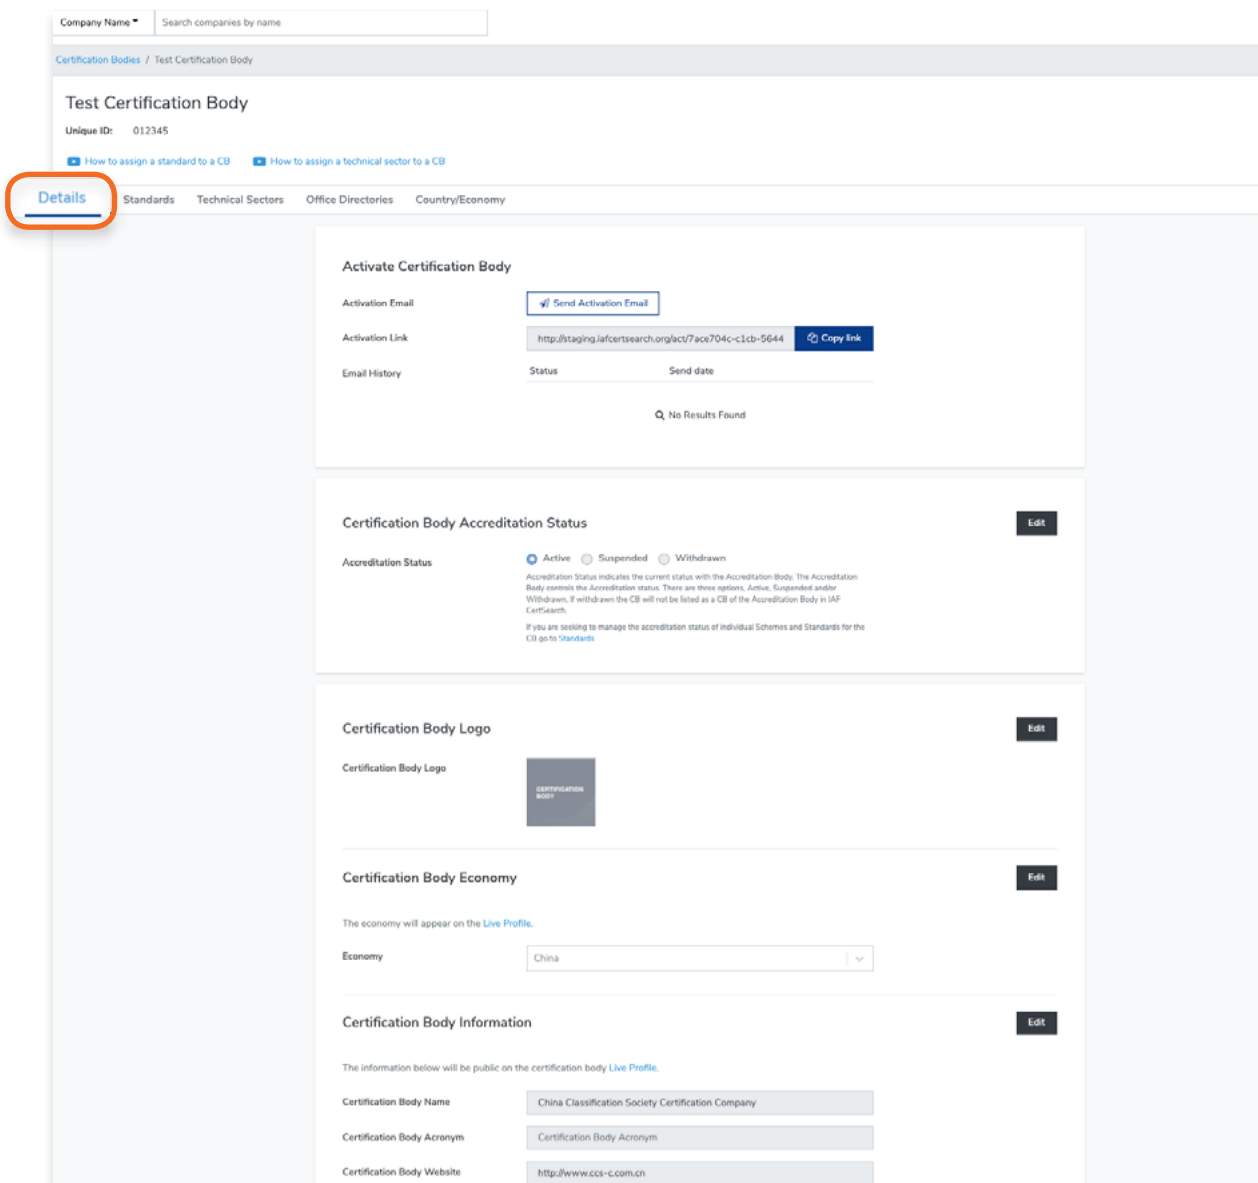 Company Name Search companies by name
Certification Bodies / Test Certification Body
Test Certification Body
Unique ID: 012345
How to assign a standard to a CB How to assign a technical sector to a CB
Details Standards Technical Sectors Office Directories Country/Economy
Activate Certification Body
Activation Email Send Activation Email
Activation Link http://staging.iafcertsearch.org/act/7ace704c-c1cb-5644 Copy link
Email History Status Send date
No Results Found
Certification Body Accreditation Status Edit
Accreditation Status Active Suspended Withdrawn
Accreditation Status indicates the current status with the Accreditation Body. The Accreditation
Body controls the Accreditation status. There are three options, Active, Suspended and/or
Withdrawn. If withdrawn the CB will not be listed as a CB of the Accreditation Body in IAF
CertSearch.
If you are seeking to manage the accreditation status of individual Schemes and Standards for the
CB go to Standards
Certification Body Logo Edit
Certification Body Logo
CERTIFICATION
BODY
Certification Body Economy Edit
The economy will appear on the Live Profile.
Economy China
Certification Body Information Edit
The information below will be public on the certification body Live Profile.
Certification Body Name China Classification Society Certification Company
Certification Body Acronym Certification Body Acronym
Certification Body Website http://www.ccs-c.com.cn